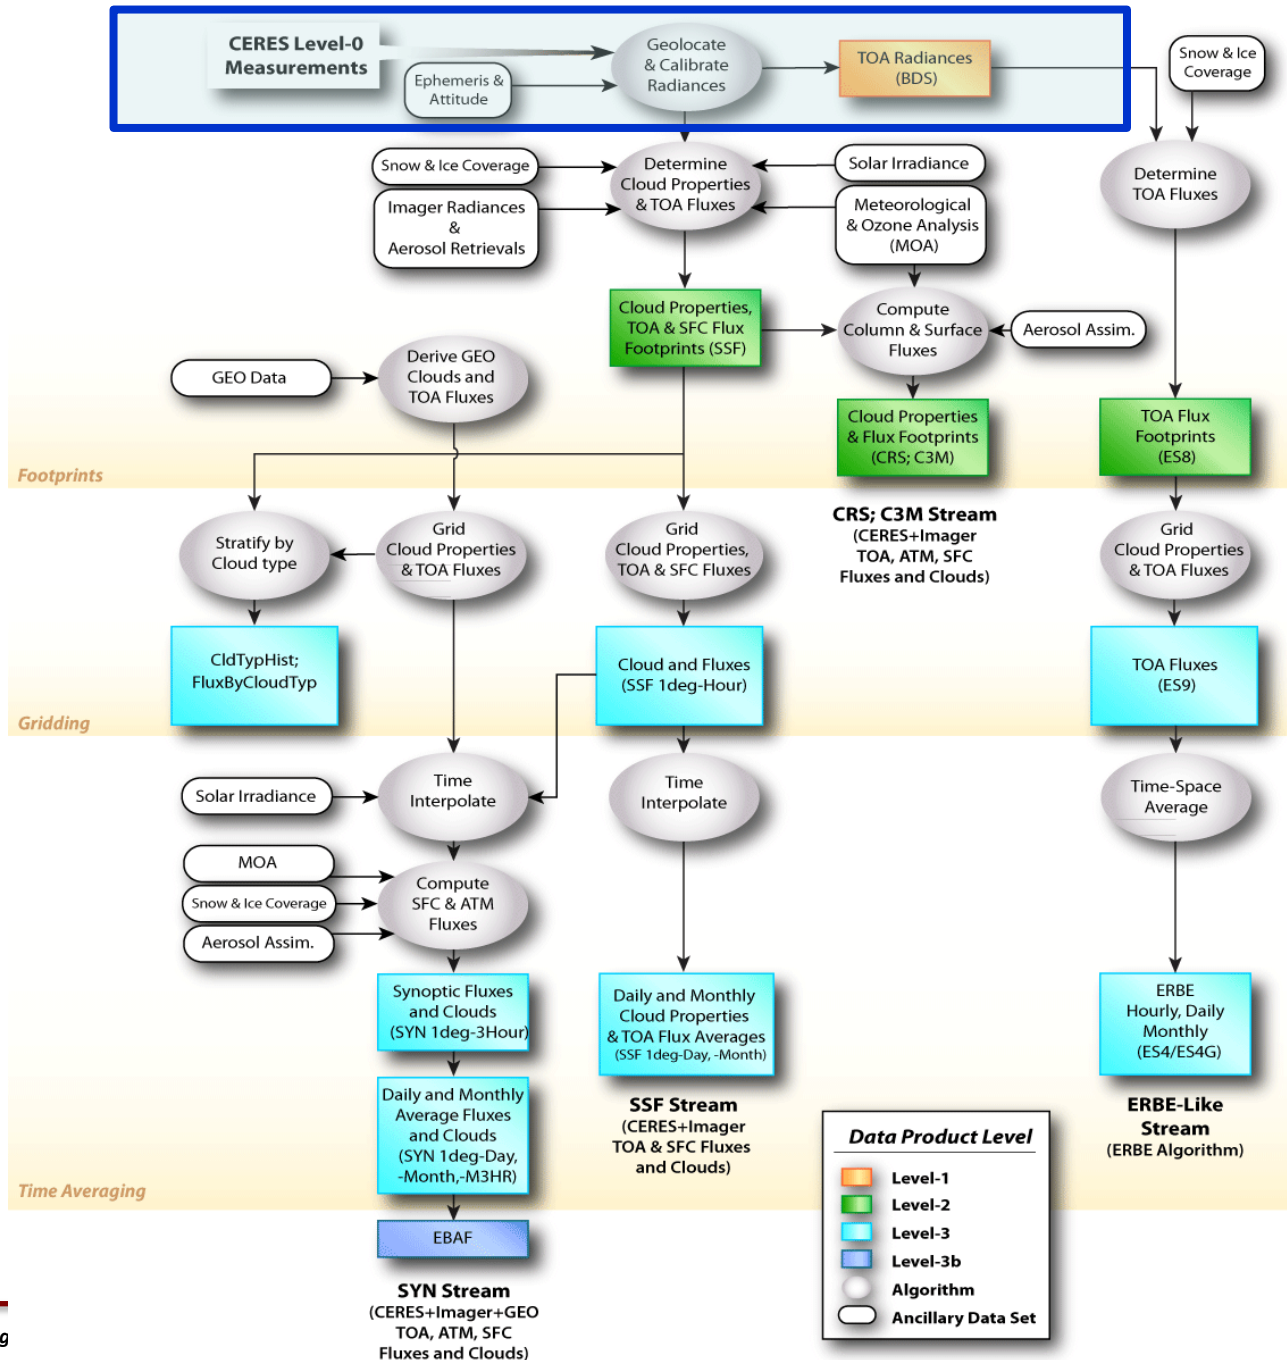 CERES Level-0
Measurements
Ephemeris &
Attitude
Geolocate
& Calibrate
Radiances
TOA Radiances
(BDS)
Snow & Ice
Coverage
Snow & Ice Coverage
Imager Radiances
&
Aerosol Retrievals
Determine
Cloud Properties
& TOA Fluxes
Solar Irradiance
Meteorological
& Ozone Analysis
(MOA)
Determine
TOA Fluxes
Cloud Properties,
TOA & SFC Flux
Footprints (SSF)
Compute
Column & Surface
Fluxes
Aerosol Assim.
GEO Data
Derive GEO
Clouds and
TOA Fluxes
Cloud Properties
& Flux Footprints
(CRS; C3M)
TOA Flux
Footprints
(ES8)
Footprints
CRS; C3M Stream
(CERES+Imager
TOA, ATM, SFC
Fluxes and Clouds)
Stratify by
Cloud type
Grid
Cloud Properties
& TOA Fluxes
Grid
Cloud Properties,
TOA & SFC Fluxes
Grid
Cloud Properties
& TOA Fluxes
CldTypHist;
FluxByCloudTyp
Cloud and Fluxes
(SSF 1deg-Hour)
TOA Fluxes
(ES9)
Gridding
Solar Irradiance
Time
Interpolate
Time
Interpolate
Time-Space
Average
MOA
Snow & Ice Coverage
Aerosol Assim.
Compute
SFC & ATM
Fluxes
Synoptic Fluxes
and Clouds
(SYN 1deg-3Hour)
Daily and Monthly
Cloud Properties
& TOA Flux Averages
(SSF 1deg-Day, -Month)
ERBE
Hourly, Daily
Monthly
(ES4/ES4G)
Daily and Monthly
Average Fluxes
and Clouds
(SYN 1deg-Day,
-Month,-M3HR)
SSF Stream
(CERES+Imager
TOA & SFC Fluxes
and Clouds)
ERBE-Like
Stream
(ERBE Algorithm)
Time Averaging
EBAF
SYN Stream
(CERES+Imager+GEO
TOA, ATM, SFC
Fluxes and Clouds)
Data Product Level
Level-1
Level-2
Level-3
Level-3b
Algorithm
Ancillary Data Set
g